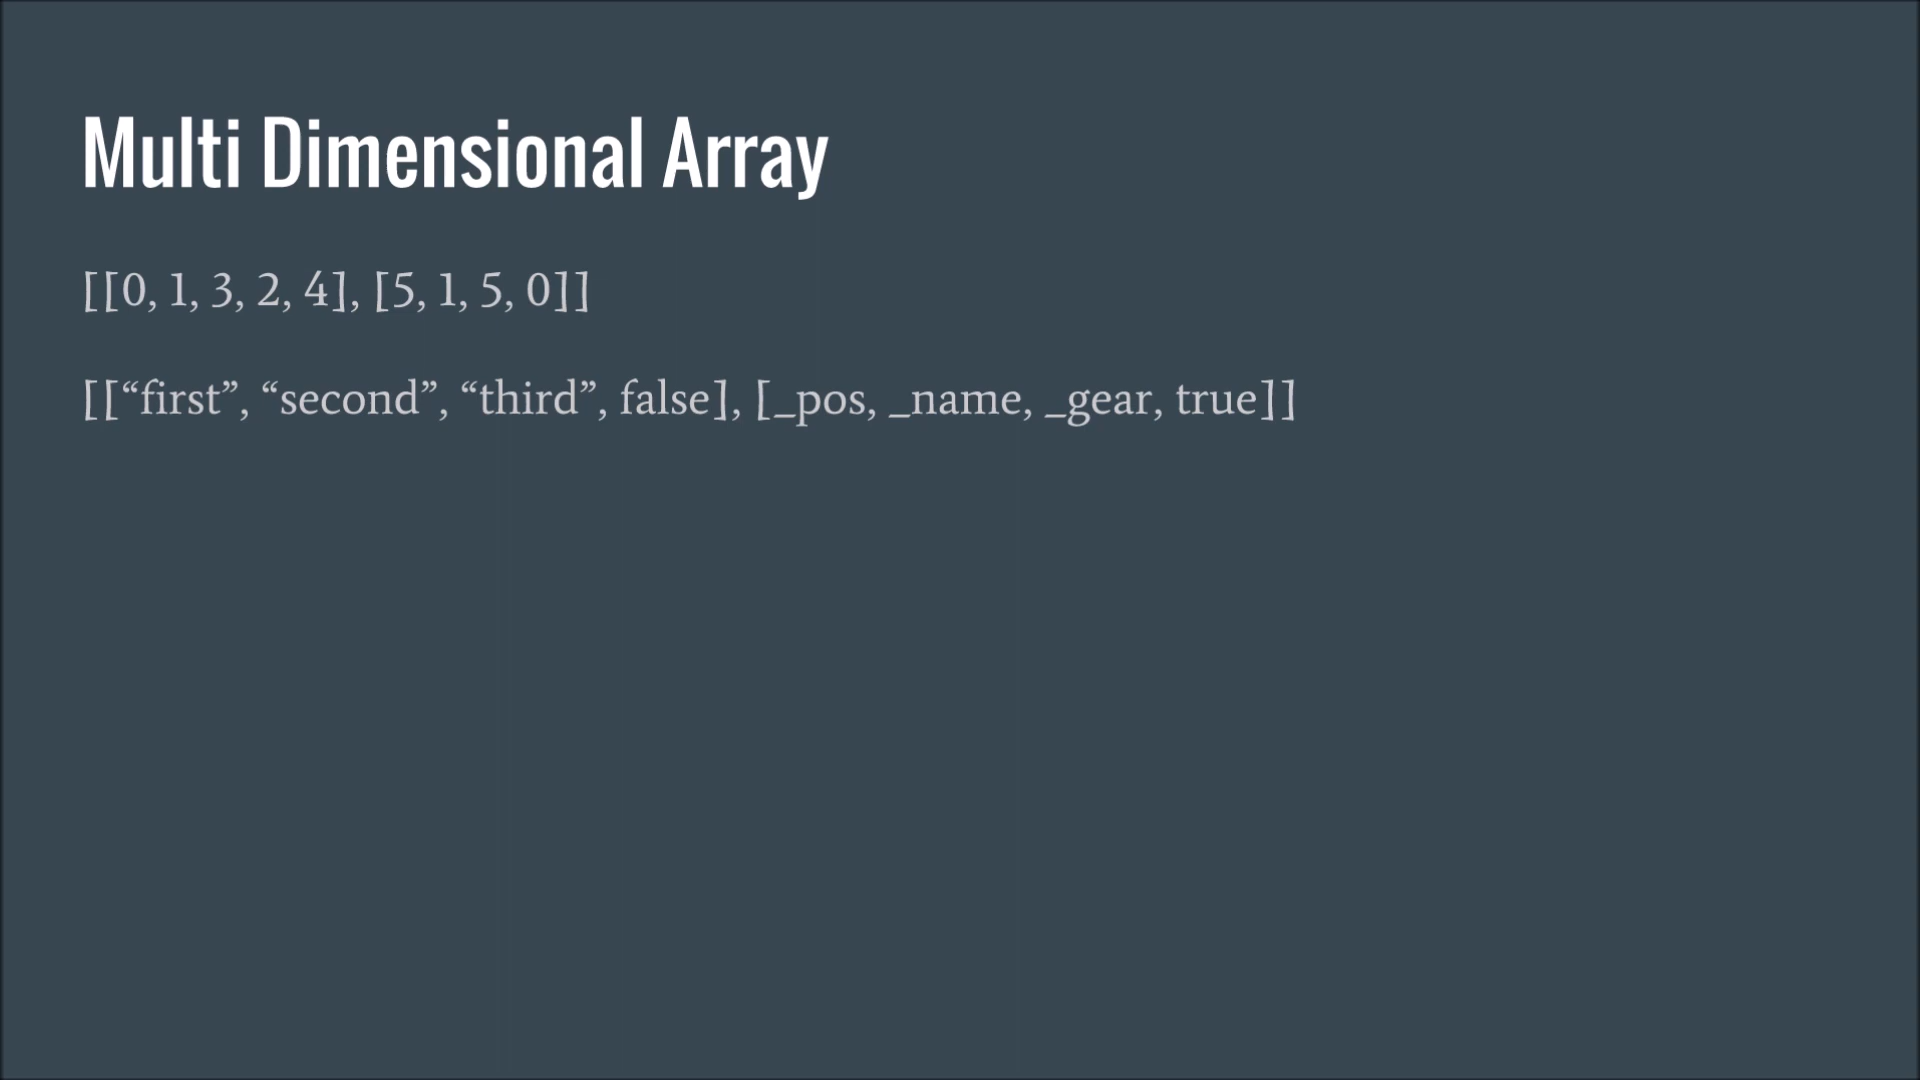 Multi Dimensional Array
[[0, 1, 3, 2, 4], [5, 1, 5, 0]]
[[“first”, “second”, “third”, false], [_pos, _name, _gear, true]]